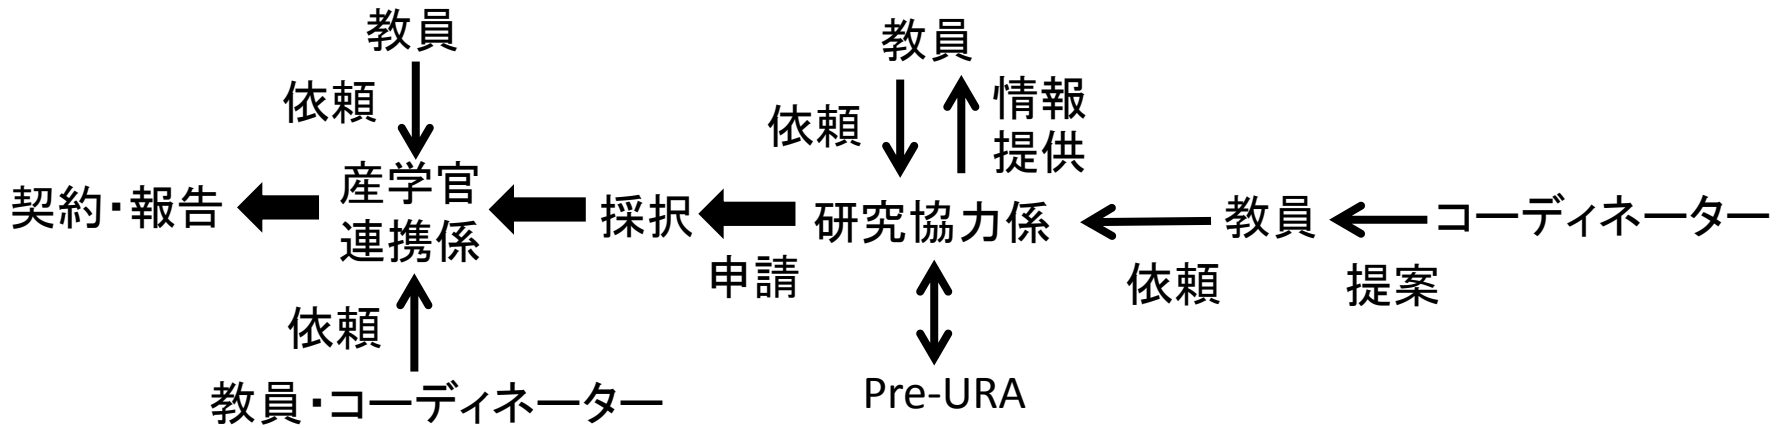 教員
依頼
産学官
連携係
契約・報告
依頼
教員・コーディネーター
採択
申請
教員
依頼
情報
提供
研究協力係
Pre-URA
教員
依頼
コーディネーター
提案